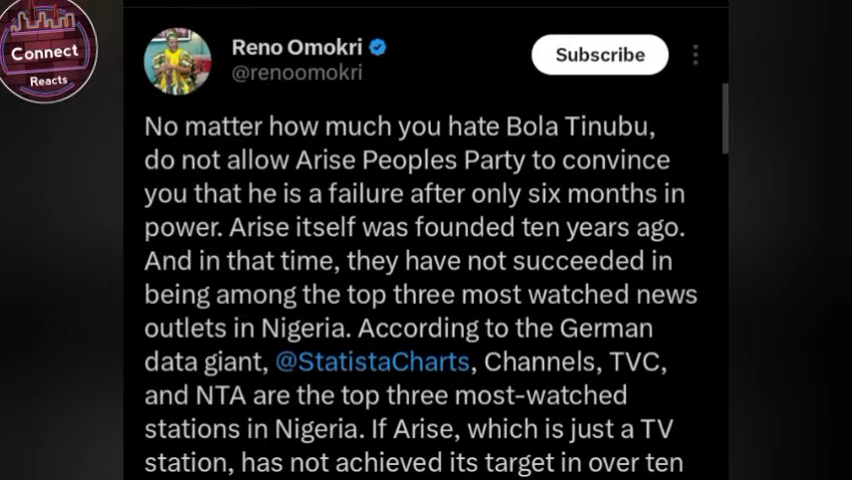 Connect
Reacts
Reno Omokri
@renoomokri
Subscribe
No matter how much you hate Bola Tinubu,
do not allow Arise Peoples Party to convince
you that he is a failure after only six months in
power. Arise itself was founded ten years ago.
And in that time, they have not succeeded in
being among the top three most watched news
outlets in Nigeria. According to the German
data giant, @StatistaCharts, Channels, TVC,
and NTA are the top three most-watched
stations in Nigeria. If Arise, which is just a TV
station, has not achieved its target in over ten